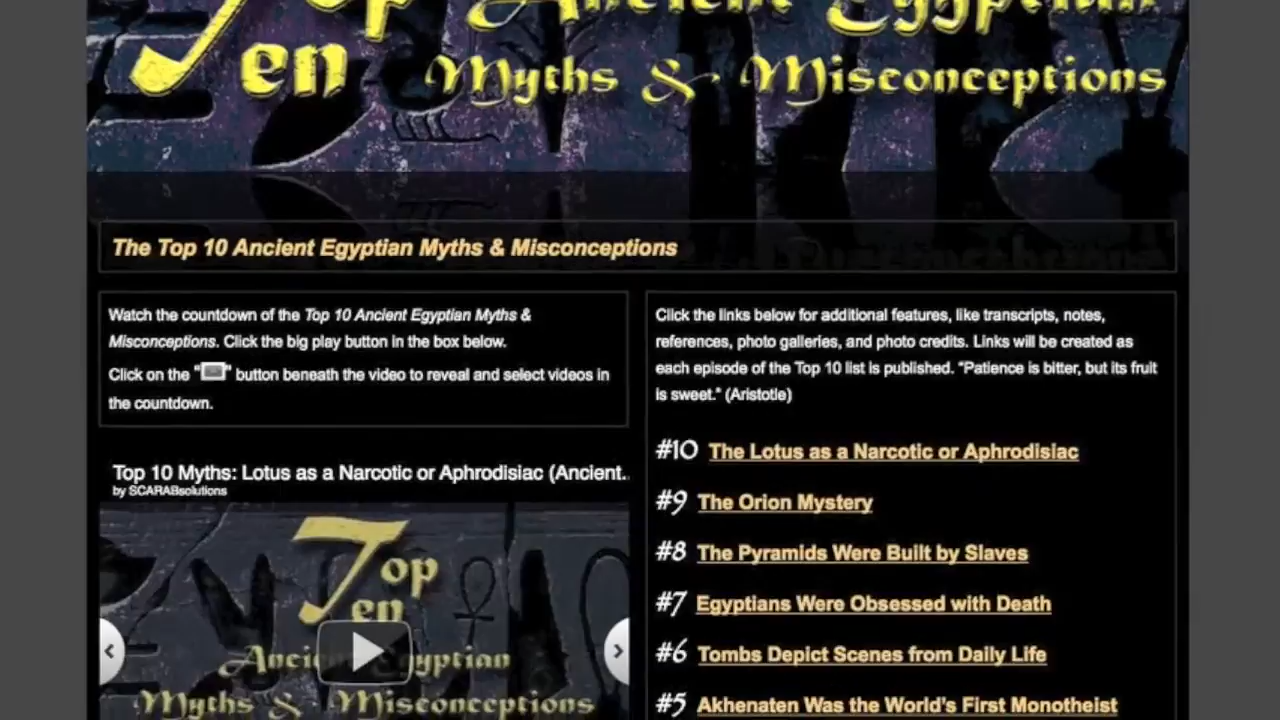 Top Ancient Egyptian
Ten Myths & Misconceptions
The Top 10 Ancient Egyptian Myths & Misconceptions
Watch the countdown of the Top 10 Ancient Egyptian Myths &
Misconceptions. Click the big play button in the box below.
Click on the "" button beneath the video to reveal and select videos in
the countdown.
Top 10 Myths: Lotus as a Narcotic or Aphrodisiac (Ancient..
by SCARABsolutions
Top
Ten
Ancient Egyptian
Myths & Misconceptions
Click the links below for additional features, like transcripts, notes,
references, photo galleries, and photo credits. Links will be created as
each episode of the Top 10 list is published. “Patience is bitter, but its fruit
is sweet.” (Aristotle)
#10 The Lotus as a Narcotic or Aphrodisiac
#9 The Orion Mystery
#8 The Pyramids Were Built by Slaves
#7 Egyptians Were Obsessed with Death
#6 Tombs Depict Scenes from Daily Life
#5 Akhenaten Was the World's First Monotheist